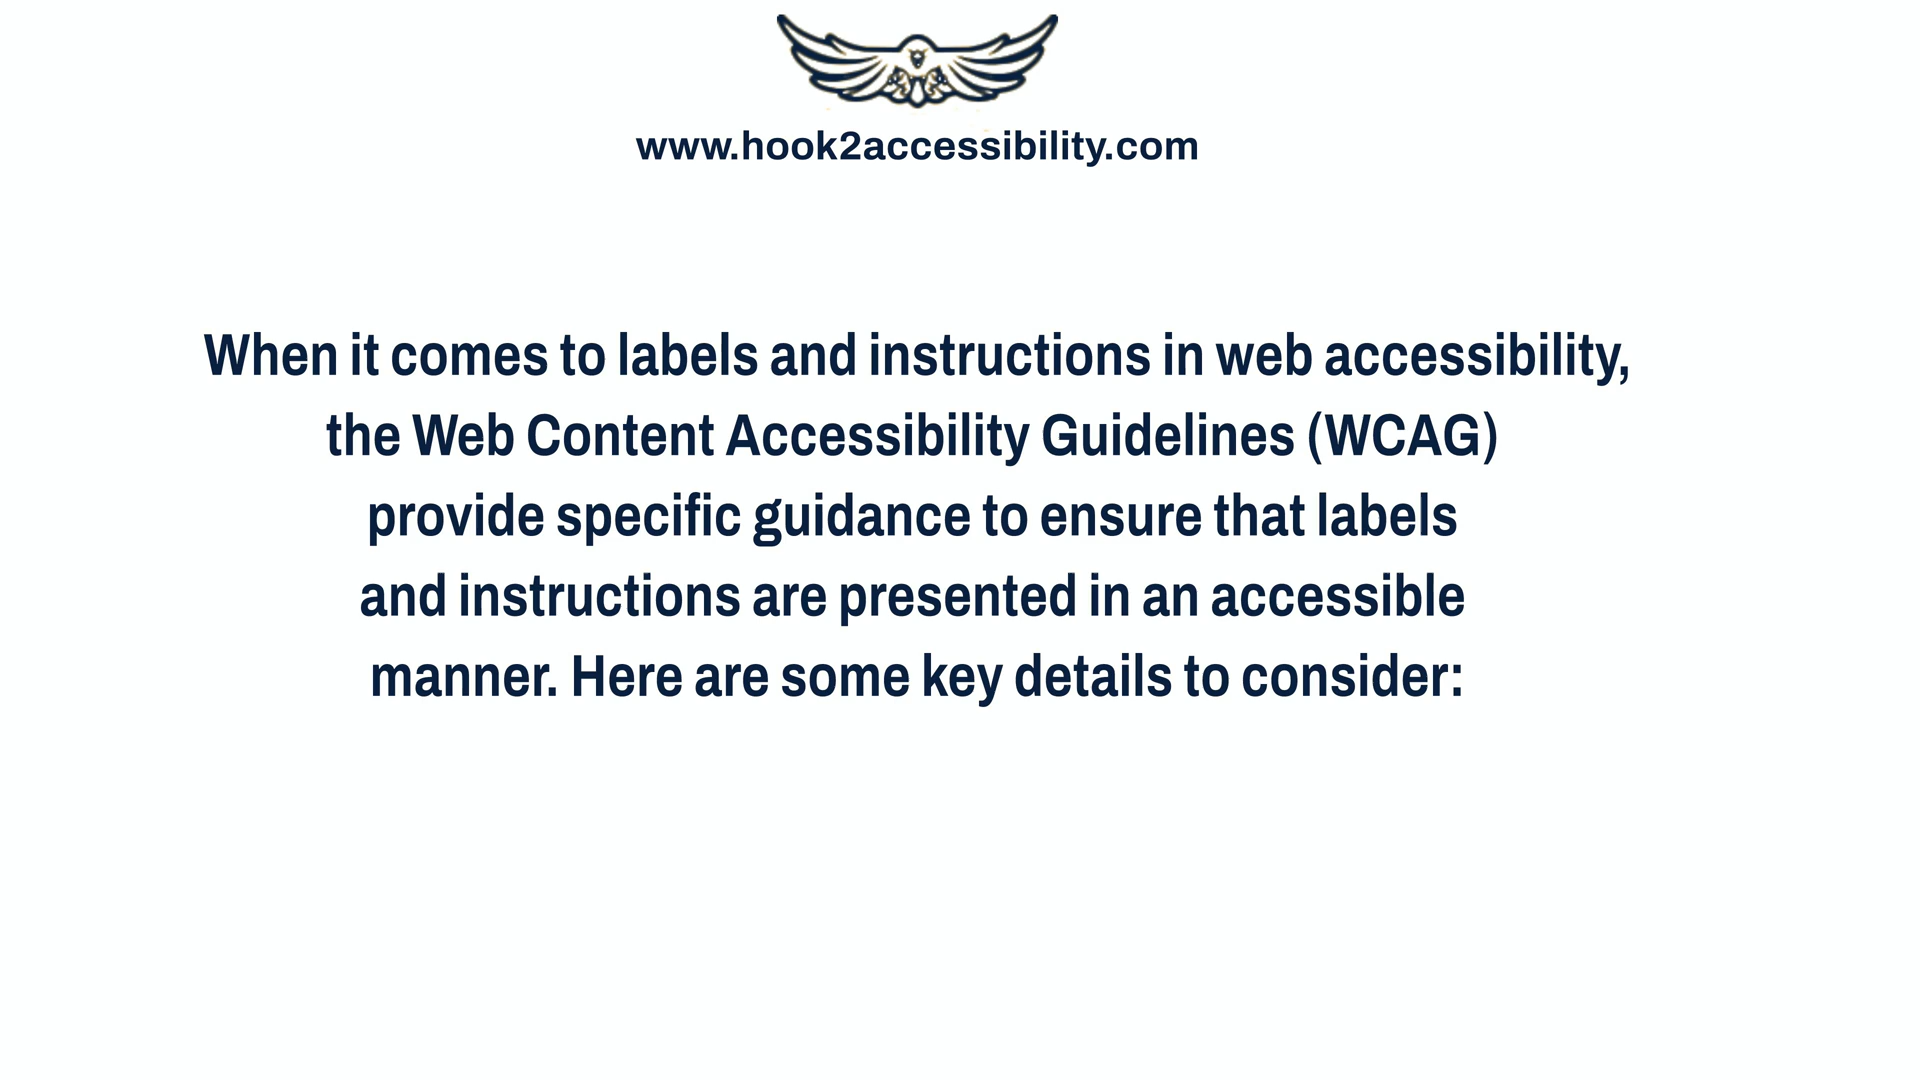 www.hook2accessibility.com
When it comes to labels and instructions in web accessibility,
the Web Content Accessibility Guidelines (WCAG)
provide specific guidance to ensure that labels
and instructions are presented in an accessible
manner. Here are some key details to consider: